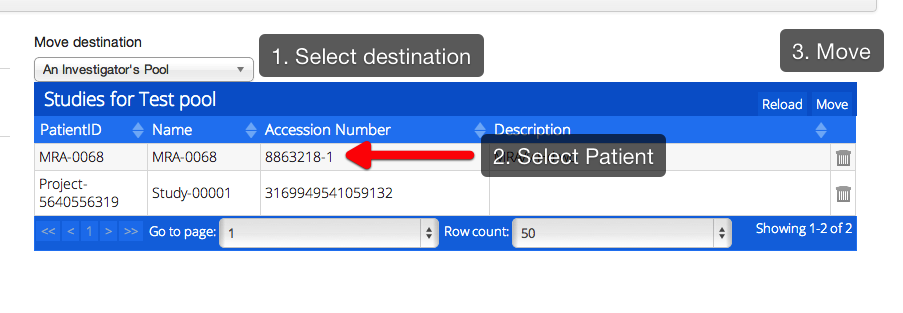 Move destination
1. Select destination
3. Move
An Investigator's Pool
Studies for Test pool
Reload Move
PatientID Name Accession Number Description
2. Select Patient
MRA-0068 MRA-0068 8863218-1
Project-
5640556319 Study-00001 3169949541059132
<< < 1 > >> Go to page: 1 Row count: 50 Showing 1-2 of 2